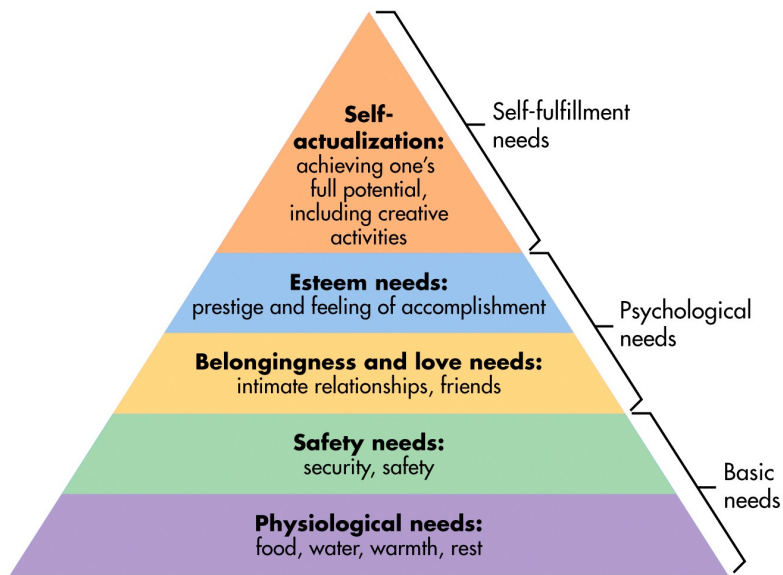 Self-
actualization:
achieving one's
full potential,
including creative
activities
Self-fulfillment
needs
Esteem needs:
prestige and feeling of accomplishment
Belongingness and love needs:
intimate relationships, friends
Psychological
needs
Safety needs:
security, safety
Physiological needs:
food, water, warmth, rest
Basic
needs